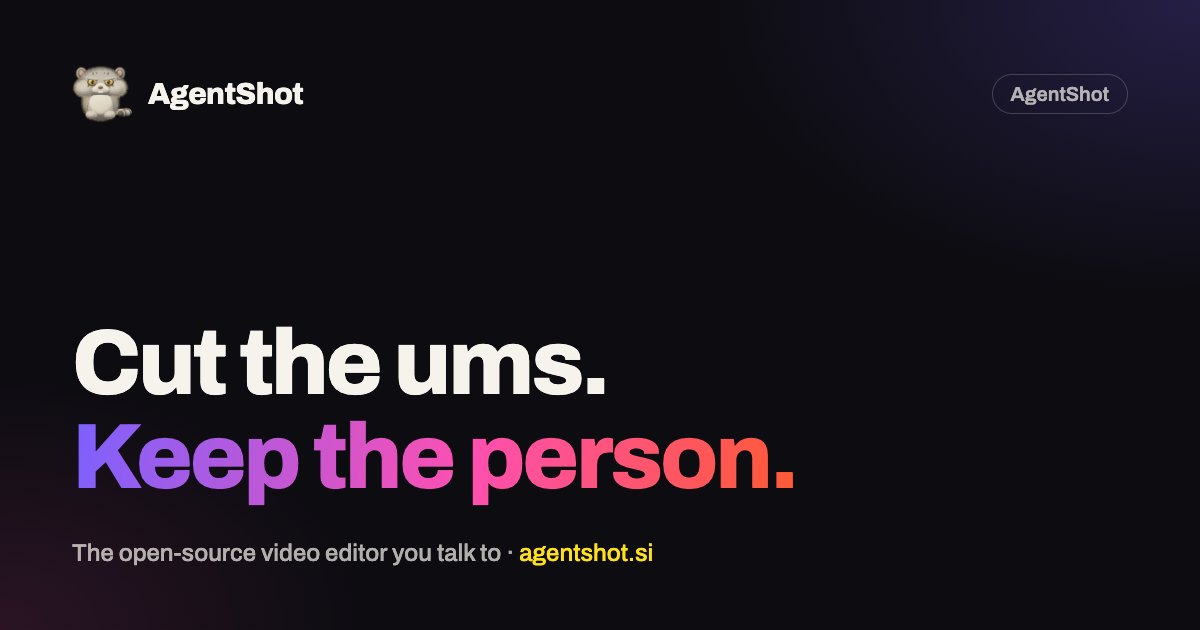 AgentShot
AgentShot
Cut the ums.
Keep the person.
The open-source video editor you talk to · agentshot.si